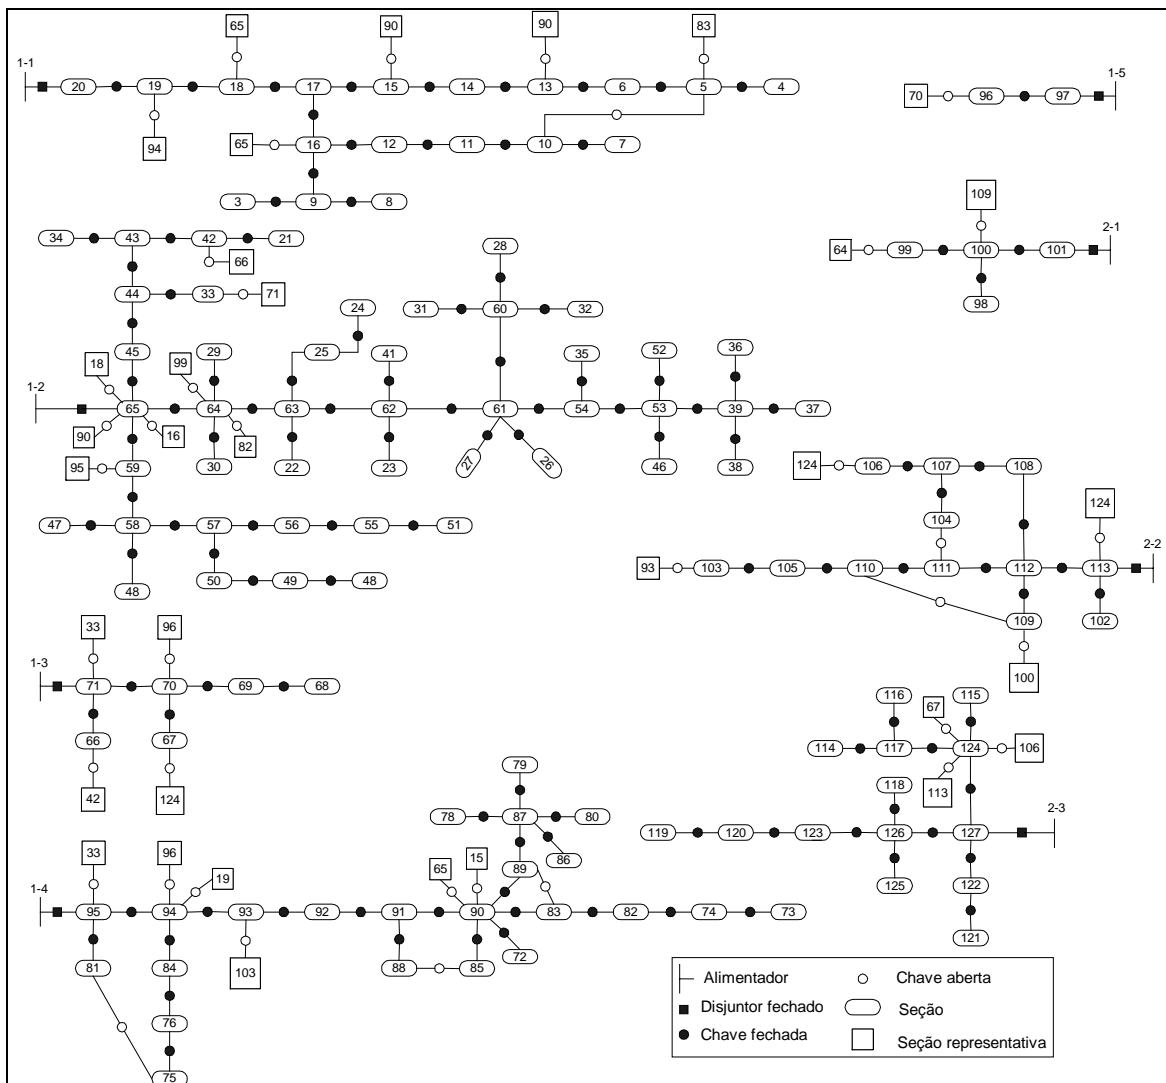 65 90 90 83
1-1 1-5
20 19 18 17 15 14 13 6 5 4
70 96 97
94
65 16 12 11 10 7
3 9 8
109
2-1
34 43 42 21
28
64 99 100 101
66
44 33 71
24
31 60 32
98
45 29 25 41 35 52 36
18 99
1-2
65 64 63 62 61 54 53 39 37
90 16 82
95 59 30 22 23 27 26 46 38
124 106 107 108
124
104
2-2
47 58 57 56 55 51
93 103 105 110 111 112 113
48 50 49 48
109 102
33 96
100
1-3
71 70 69 68
67 116 115
66 67
114 117 124 106
79
113
42 124
118
2-3
78 87 80
119 120 123 126 127
33 96 19 65 15 89 86
125 122
1-4
95 94 93 92 91 90 83 82 74 73
121
81 84 103 88 85 72
76
75
Alimentador
Chave aberta
Disjuntor fechado
Seção
Chave fechada
Seção representativa